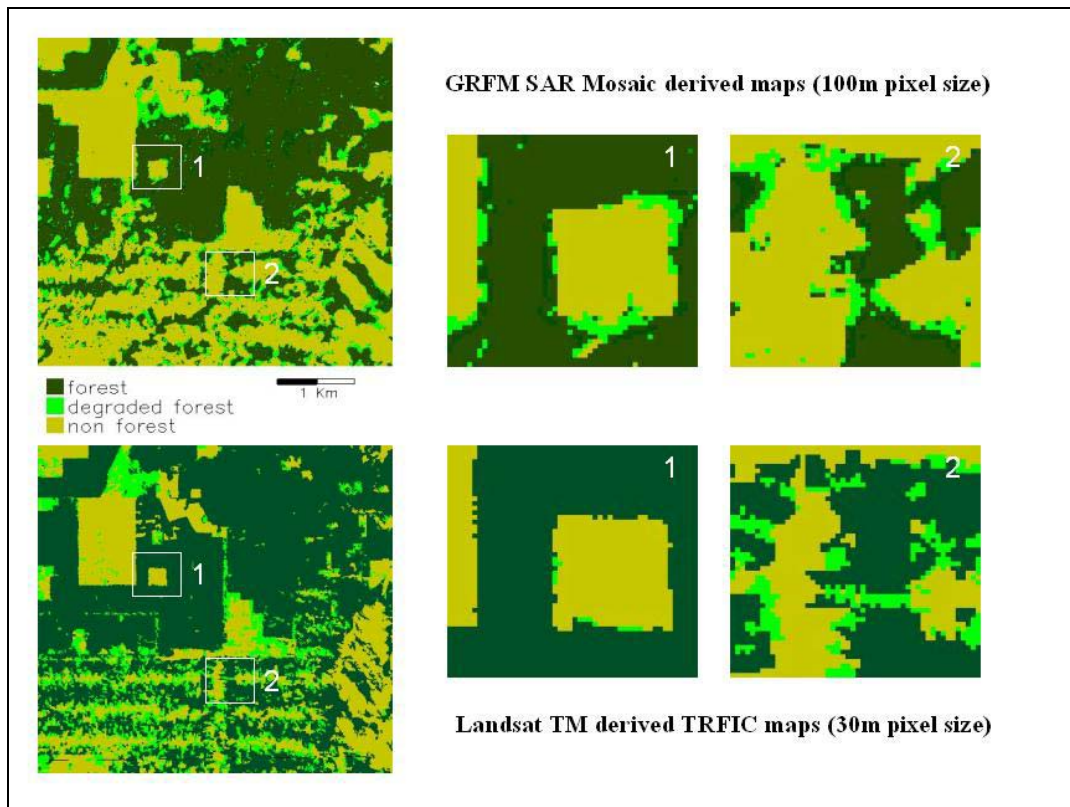 GRFM SAR Mosaic derived maps (100m pixel size)
1
2
1
2
forest
degraded forest
non forest
1 Km
1
2
1
2
Landsat TM derived TRFIC maps (30m pixel size)